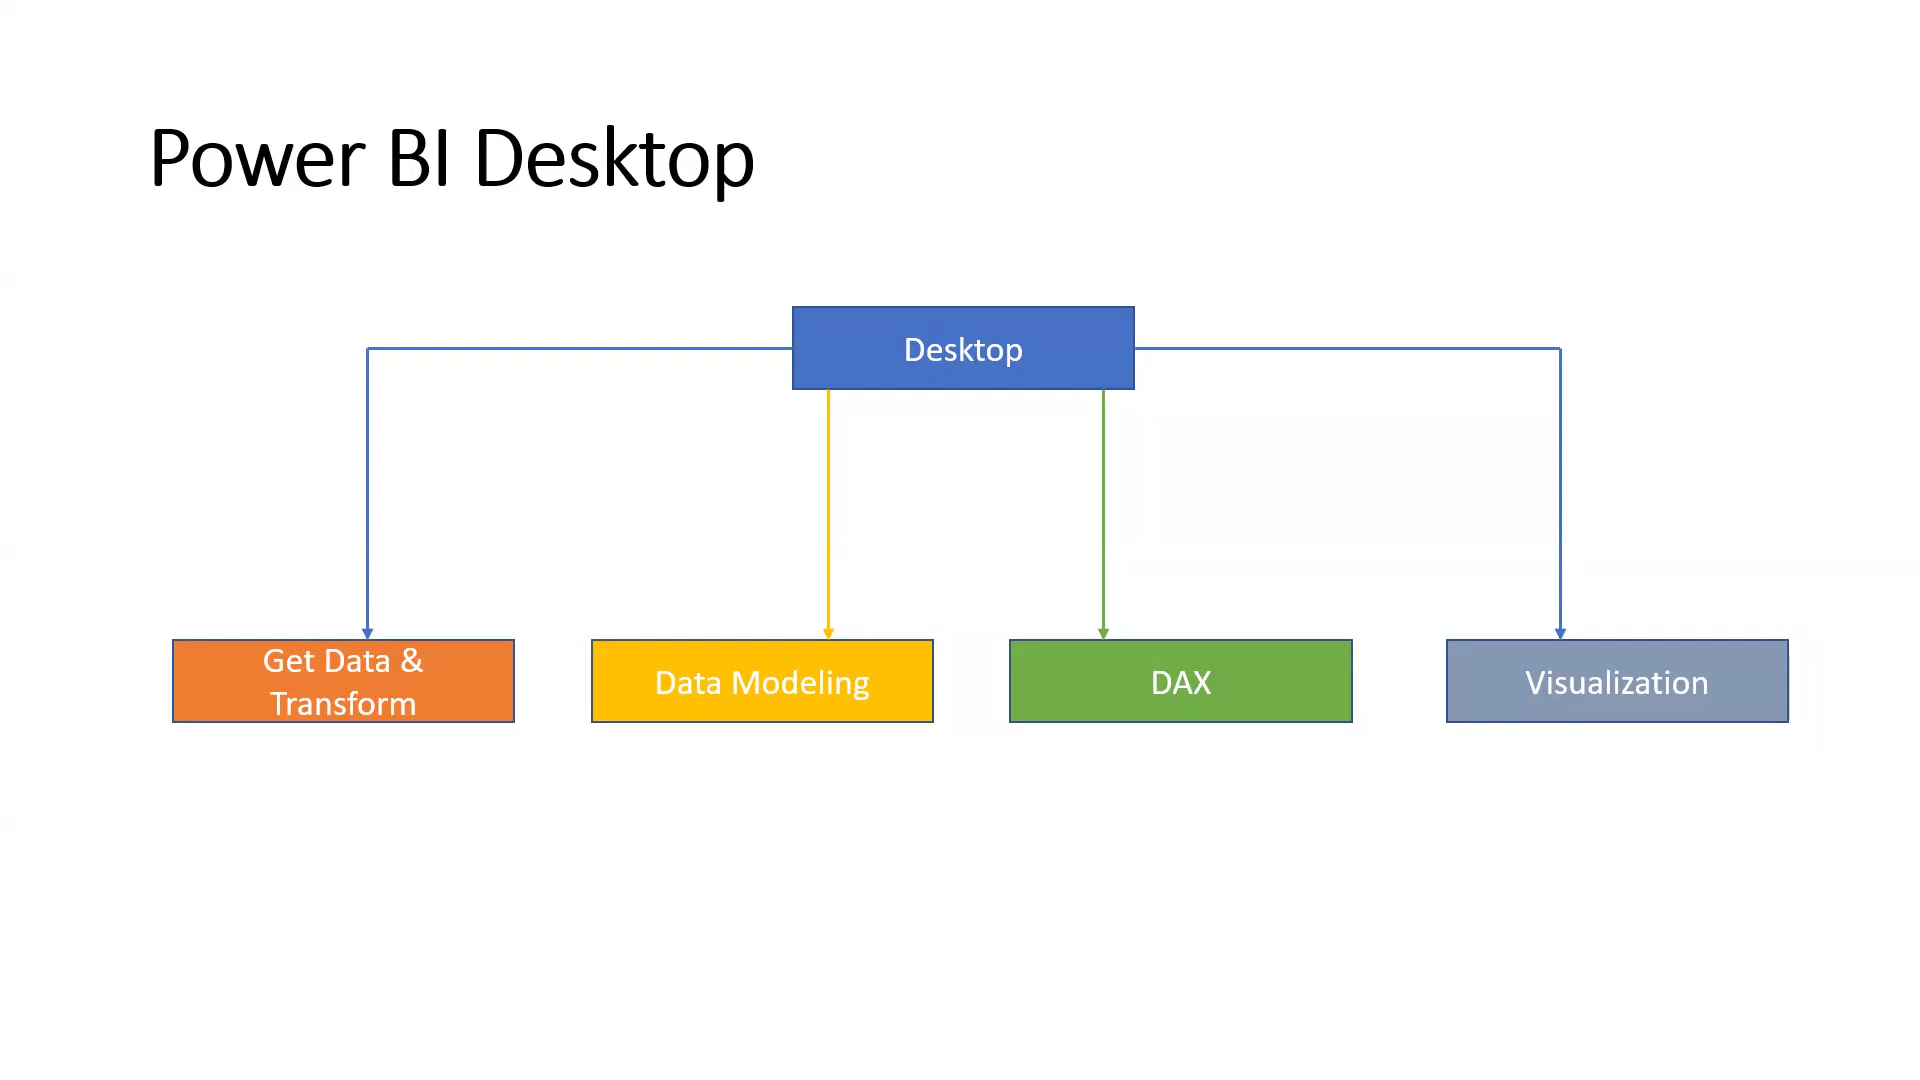 Power BI Desktop
Desktop
Get Data &
Transform
Data Modeling
DAX
Visualization